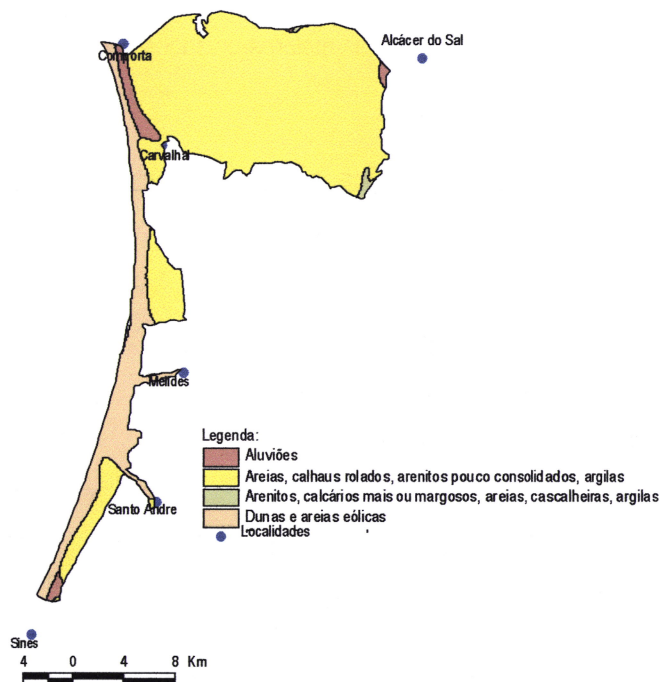 Alcácer do Sal
Comporta
Carvalhal
Melides
Santo Andre
Legenda:
Aluviões
Areias, calhaus rolados, arenitos pouco consolidados, argilas
Arenitos, calcários mais ou margosos, areias, cascalheiras, argilas
Dunas e areias eólicas
Localidades
Sines
4 0 4 8 Km